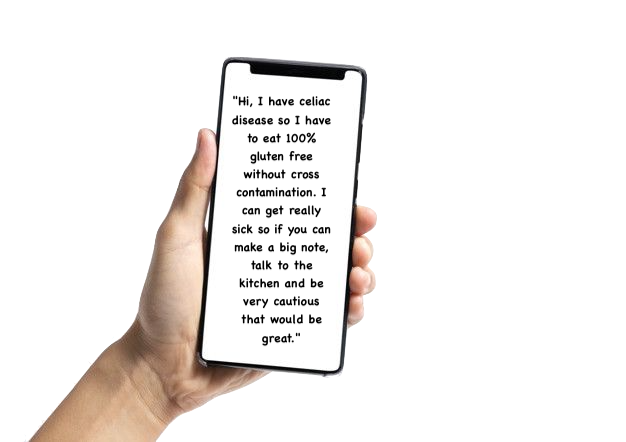 "Hi, I have celiac
disease so I have
to eat 100%
gluten free
without cross
contamination. I
can get really
sick so if you can
make a big note,
talk to the
kitchen and be
very cautious
that would be
great."